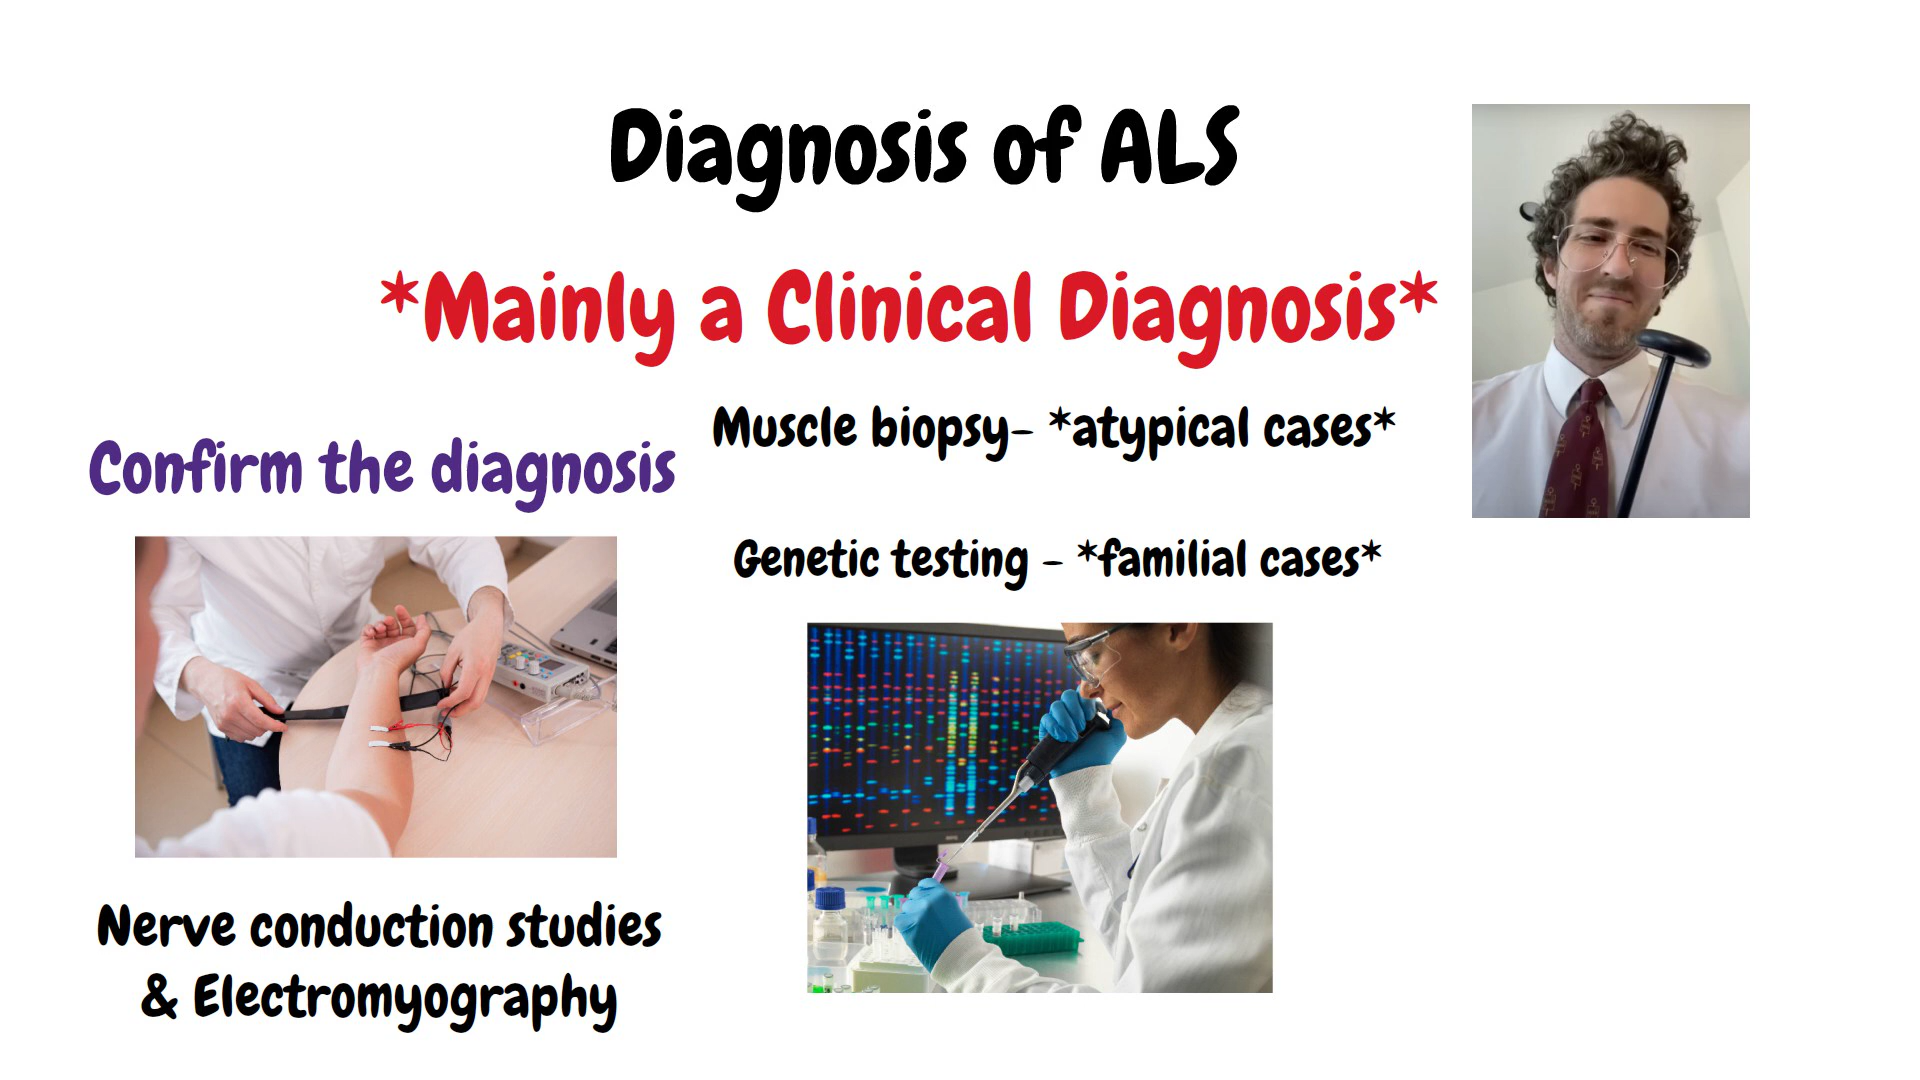 Diagnosis of ALS
*Mainly a Clinical Diagnosis*
Confirm the diagnosis
Muscle biopsy- *atypical cases*
Genetic testing - *familial cases*
Nerve conduction studies
& Electromyography